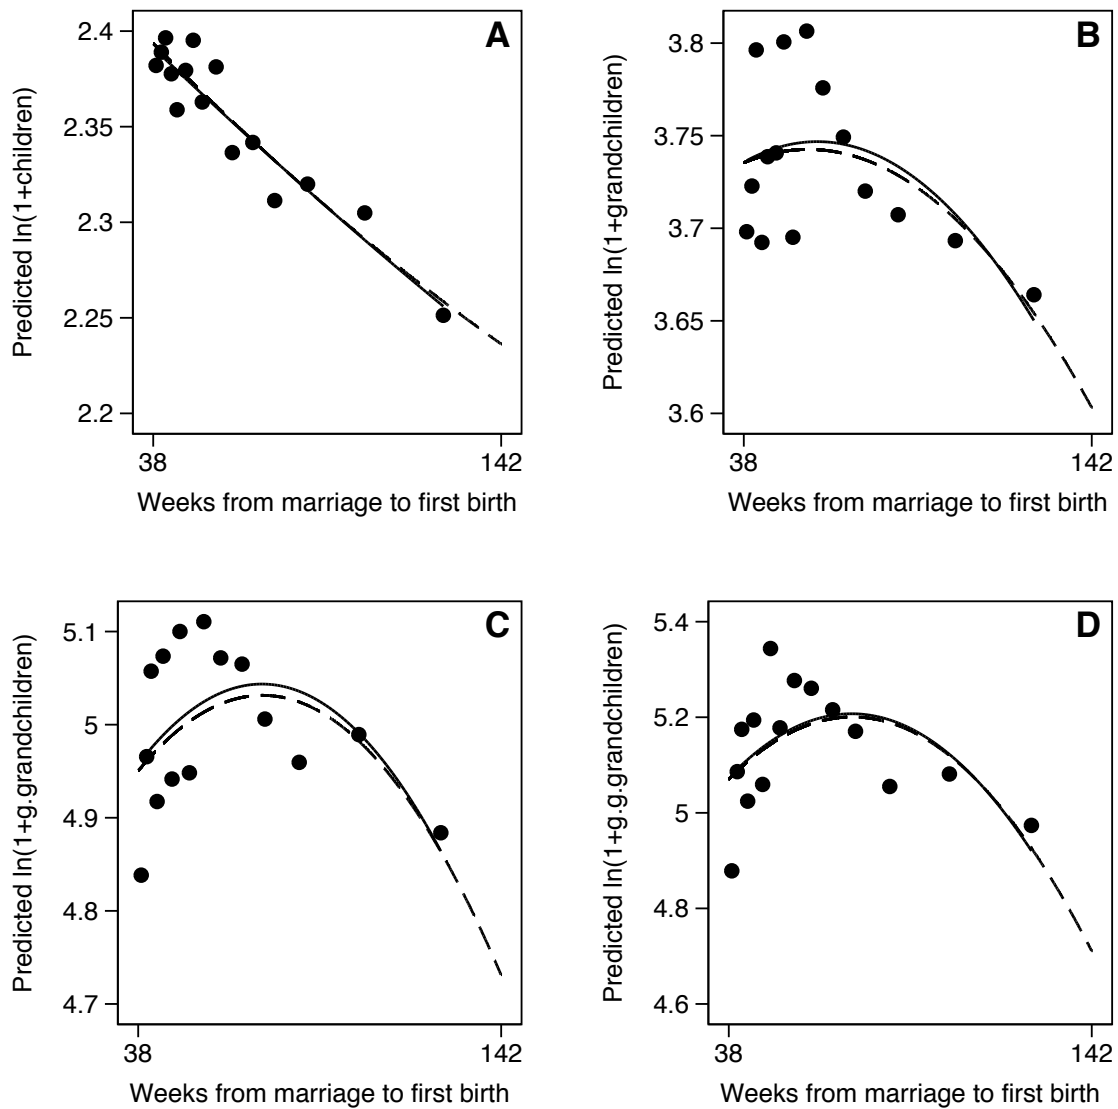 A
Predicted ln(1+children)
2.4
2.35
2.3
2.25
2.2
38
142
Weeks from marriage to first birth
B
Predicted ln(1+grandchildren)
3.8
3.75
3.7
3.65
3.6
38
142
Weeks from marriage to first birth
C
Predicted ln(1+g.grandchildren)
5.1
5
4.9
4.8
4.7
38
142
Weeks from marriage to first birth
D
Predicted ln(1+g.g.grandchildren)
5.4
5.2
5
4.8
4.6
38
142
Weeks from marriage to first birth